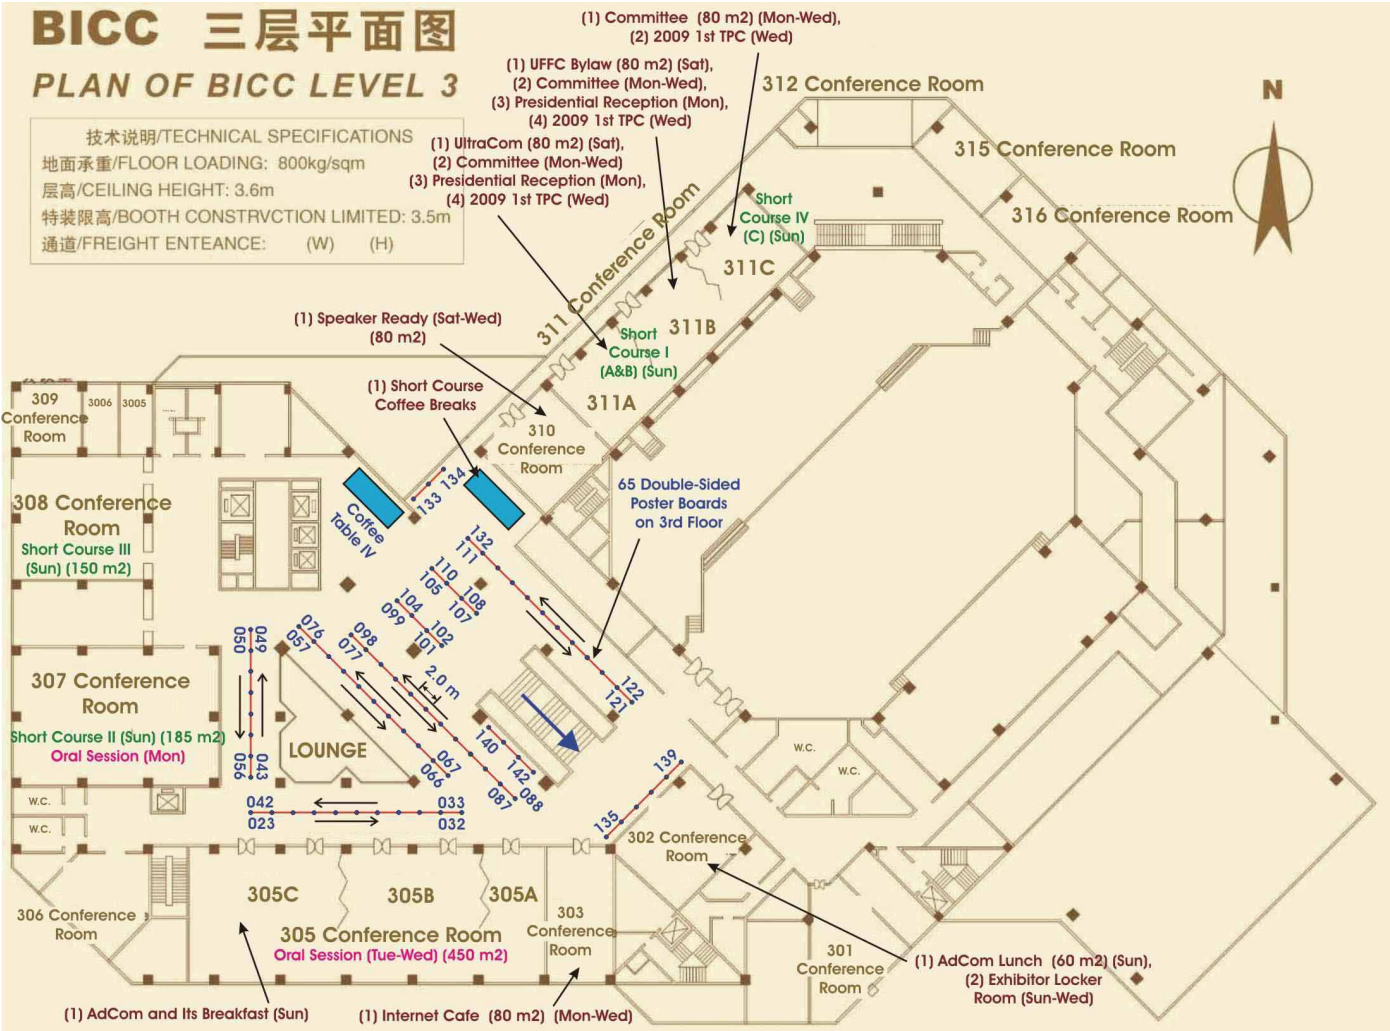 BICC 三层平面图
PLAN OF BICC LEVEL 3
技术说明/TECHNICAL SPECIFICATIONS
地面承重/FLOOR LOADING: 800kg/sqm
层高/CEILING HEIGHT: 3.6m
特装限高/BOOTH CONSTRVCTION LIMITED: 3.5m
通道/FREIGHT ENTEANCE: (W) (H)
(1) Committee (80 m2) (Mon-Wed),
(2) 2009 1st TPC (Wed)
(1) UFFC Bylaw (80 m2) (Sat),
(2) Committee (Mon-Wed),
(3) Presidential Reception (Mon),
(4) 2009 1st TPC (Wed)
(1) UltraCom (80 m2) (Sat),
(2) Committee (Mon-Wed)
(3) Presidential Reception (Mon),
(4) 2009 1st TPC (Wed)
312 Conference Room
315 Conference Room
316 Conference Room
N
311 Conference Room
Short
Course IV
(C) (Sun)
311C
311B
Short
Course I
(A&B) (Sun)
311A
(1) Speaker Ready (Sat-Wed)
(80 m2)
(1) Short Course
Coffee Breaks
310
Conference
Room
309
Conference
Room
3006
3005
308 Conference
Room
Short Course III
(Sun) (150 m2)
Coffee
Table IV
133 134
65 Double-Sided
Poster Boards
on 3rd Floor
132
111
110
105
108
107
104
099
102
101
122
121
049
050
076
057
098
077
2.0 m
307 Conference
Room
Short Course II (Sun) (185 m2)
Oral Session (Mon)
LOUNGE
043
056
067
066
088
087
140
142
139
135
042
023
033
032
W.C.
W.C.
W.C.
W.C.
302 Conference
Room
305C
305B
305A
306 Conference
Room
305 Conference Room
Oral Session (Tue-Wed) (450 m2)
303
Conference
Room
301
Conference
Room
(1) AdCom Lunch (60 m2) (Sun),
(2) Exhibitor Locker
Room (Sun-Wed)
(1) AdCom and Its Breakfast (Sun)
(1) Internet Cafe (80 m2) (Mon-Wed)